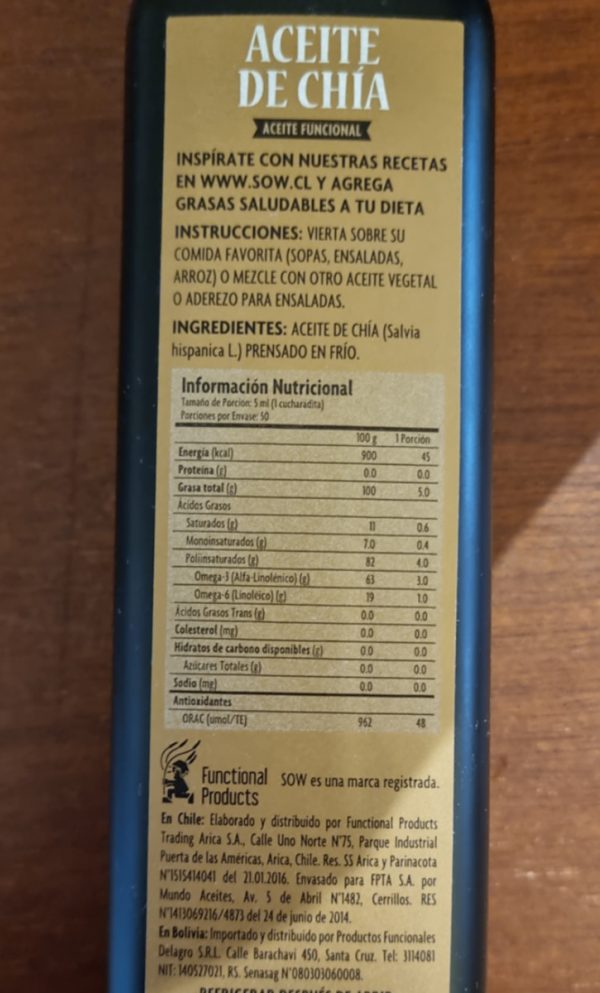 ACEITE
DE CHÍA
ACEITE FUNCIONAL
INSPÍRATE CON NUESTRAS RECETAS
EN WWW.SOW.CL Y AGREGA
GRASAS SALUDABLES A TU DIETA
INSTRUCCIONES: VIERTA SOBRE SU
COMIDA FAVORITA (SOPAS, ENSALADAS,
ARROZ) O MEZCLE CON OTRO ACEITE VEGETAL
O ADEREZO PARA ENSALADAS.
INGREDIENTES: ACEITE DE CHÍA (Salvia
hispanica L.) PRENSADO EN FRÍO.
Información Nutricional
Tamaño de Porción: 5 ml (1 cucharadita)
Porciones por Envase: 50
100 g 1 Porción
Energía (kcal) 900 45
Proteína (g) 0.0 0.0
Grasa total (g) 100 5.0
Ácidos Grasos
Saturados (g) 11 0.6
Monoinsaturados (g) 7.0 0.4
Poliinsaturados (g) 82 4.0
Omega-3 (Alfa-Linolénico) (g) 63 3.0
Omega-6 (Linoléico) (g) 19 1.0
Ácidos Grasos Trans (g) 0.0 0.0
Colesterol (mg) 0.0 0.0
Hidratos de carbono disponibles (g) 0.0 0.0
Azúcares Totales (g) 0.0 0.0
Sodio (mg) 0.0 0.0
Antioxidantes
ORAC (umol/TE) 962 48
Functional
Products
SOW es una marca registrada.
En Chile: Elaborado y distribuido por Functional Products
Trading Arica S.A., Calle Uno Norte N°75, Parque Industrial
Puerta de las Américas, Arica, Chile. Res. SS Arica y Parinacota
N°1515414041 del 21.01.2016. Envasado para FPTA S.A. por
Mundo Aceites, Av. 5 de Abril N°1482, Cerrillos. RES
N°1413069216/4873 del 24 de junio de 2014.
En Bolivia: Importado y distribuido por Productos Funcionales
Delagro S.R.L. Calle Barachavi 450, Santa Cruz. Tel: 3114081
NIT: 140527021. RS. Senasag N°080303060008.
REFRIGERAR DESPUÉS DE ABRIR